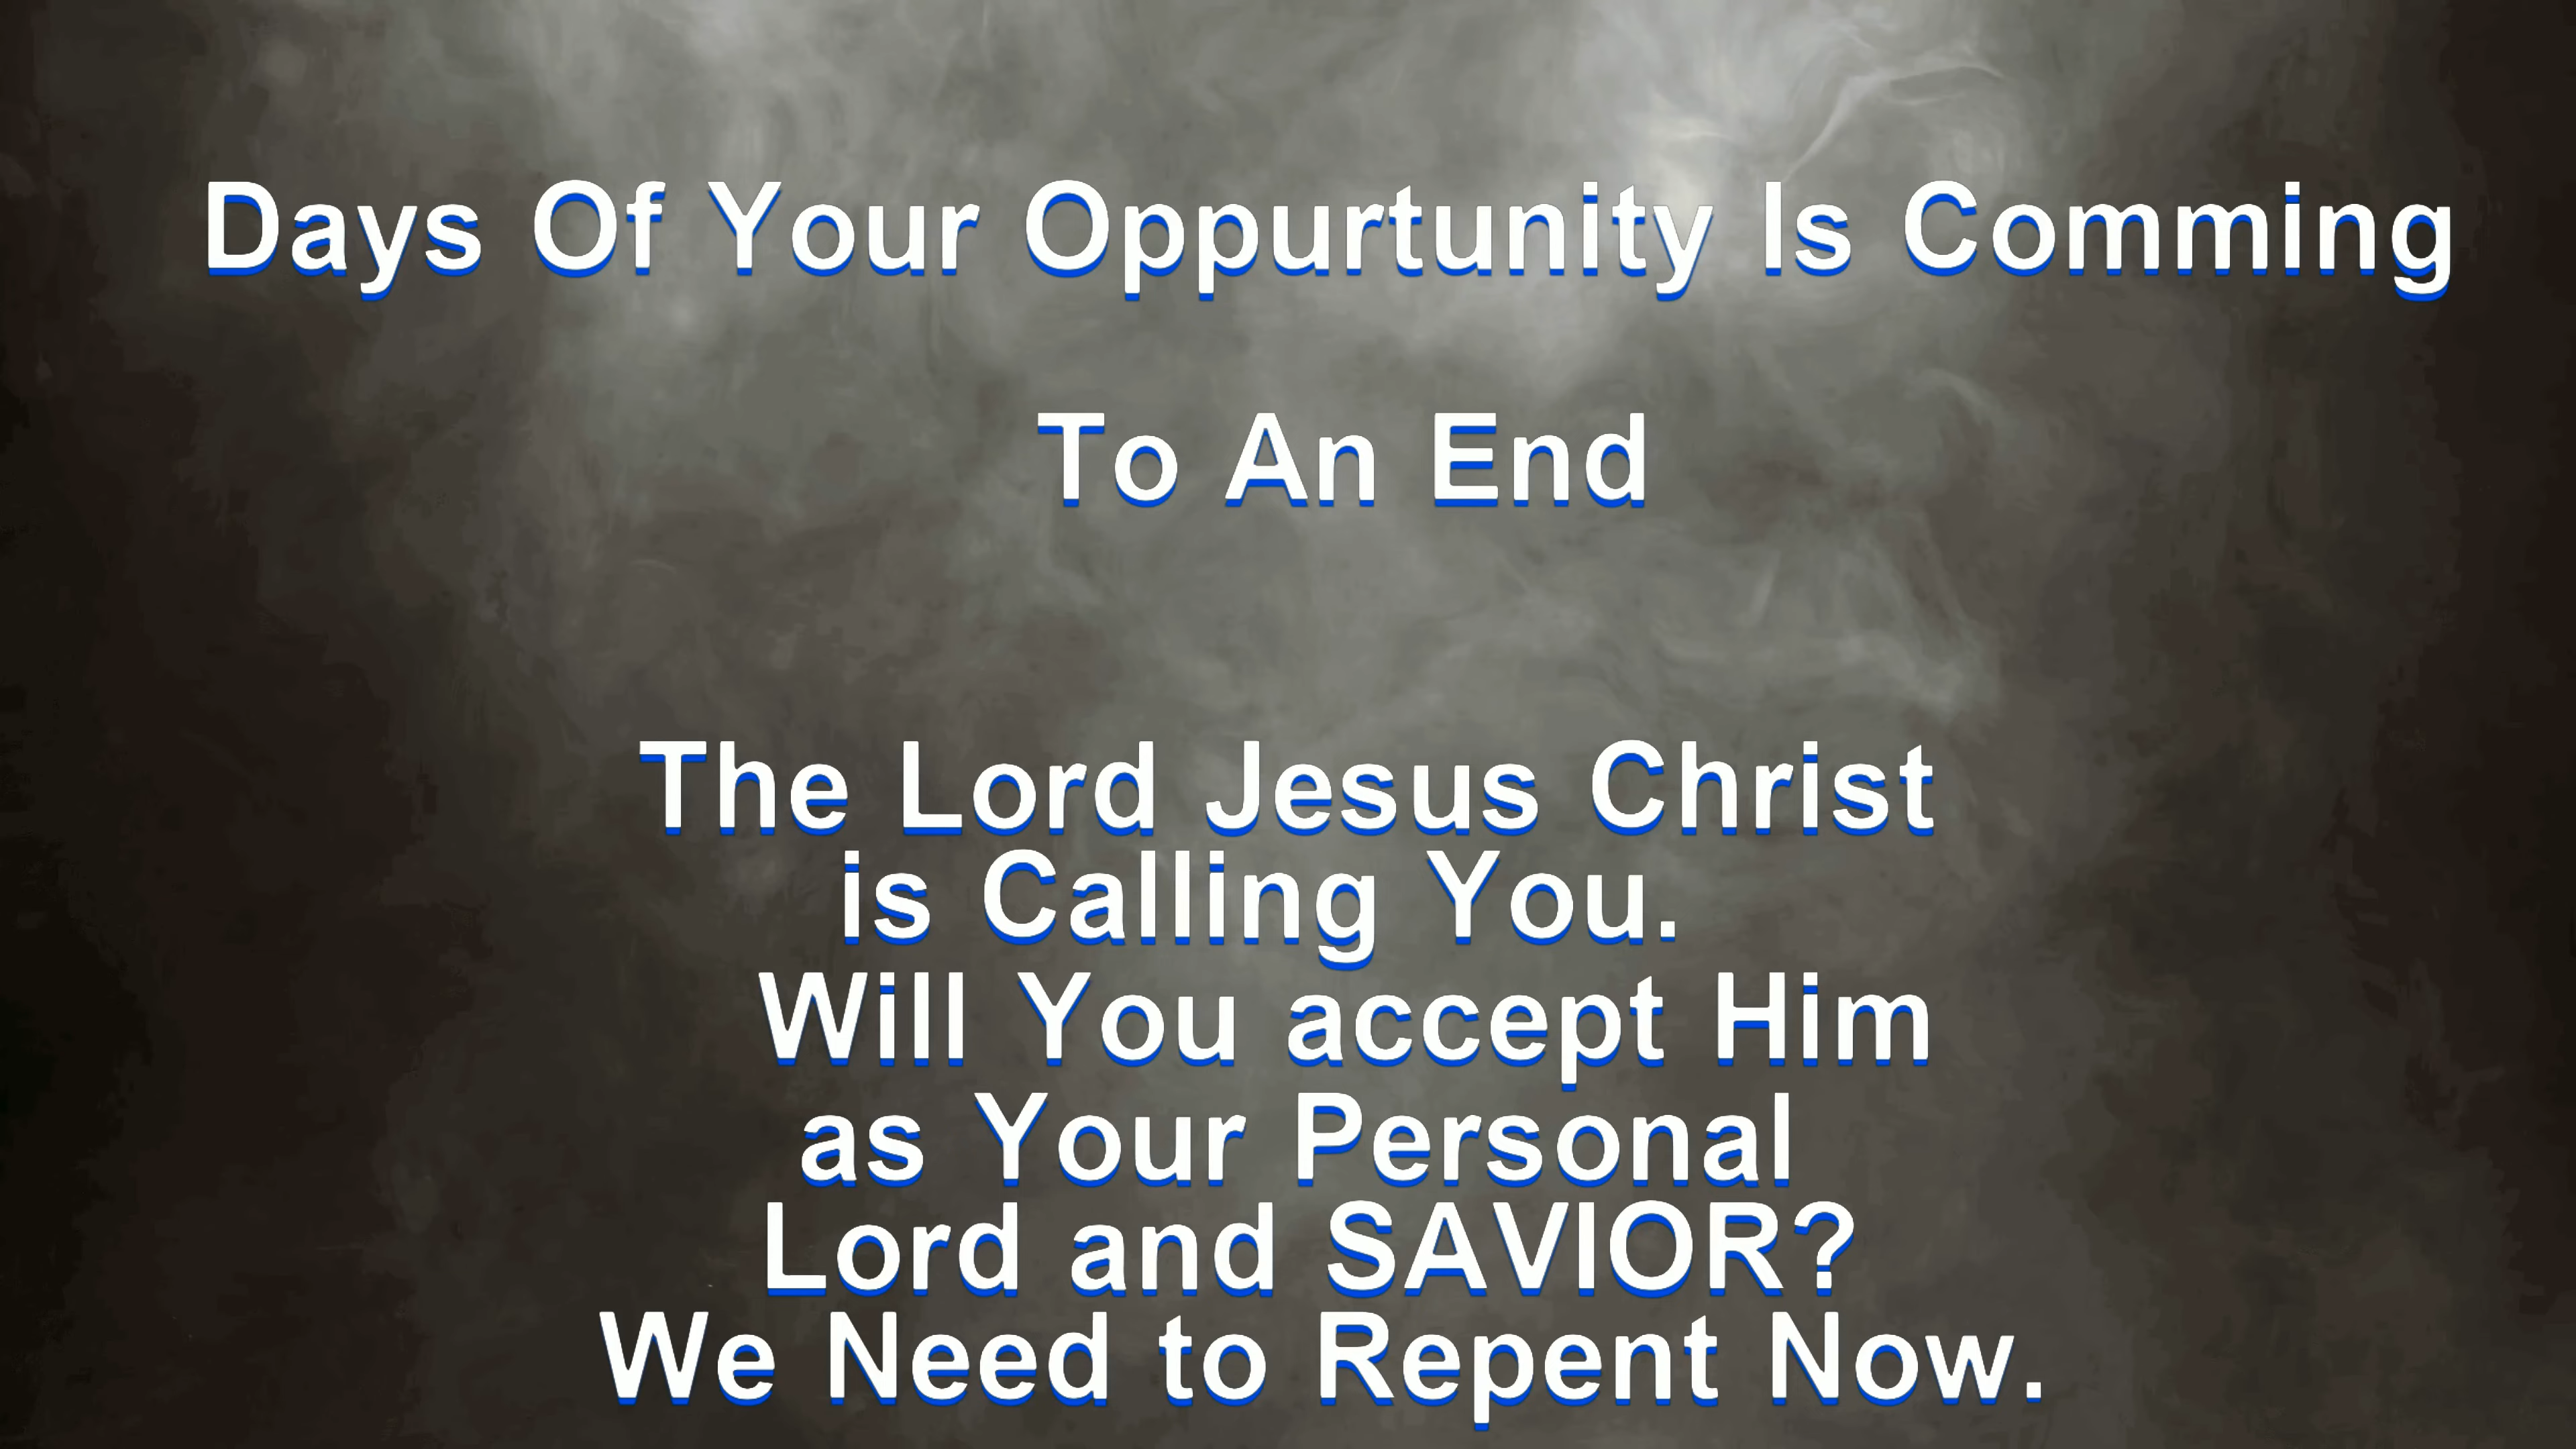 Days Of Your Oppurtunity Is Comming
To An End
The Lord Jesus Christ
is Calling You.
Will You accept Him
as Your Personal
Lord and SAVIOR?
We Need to Repent Now.